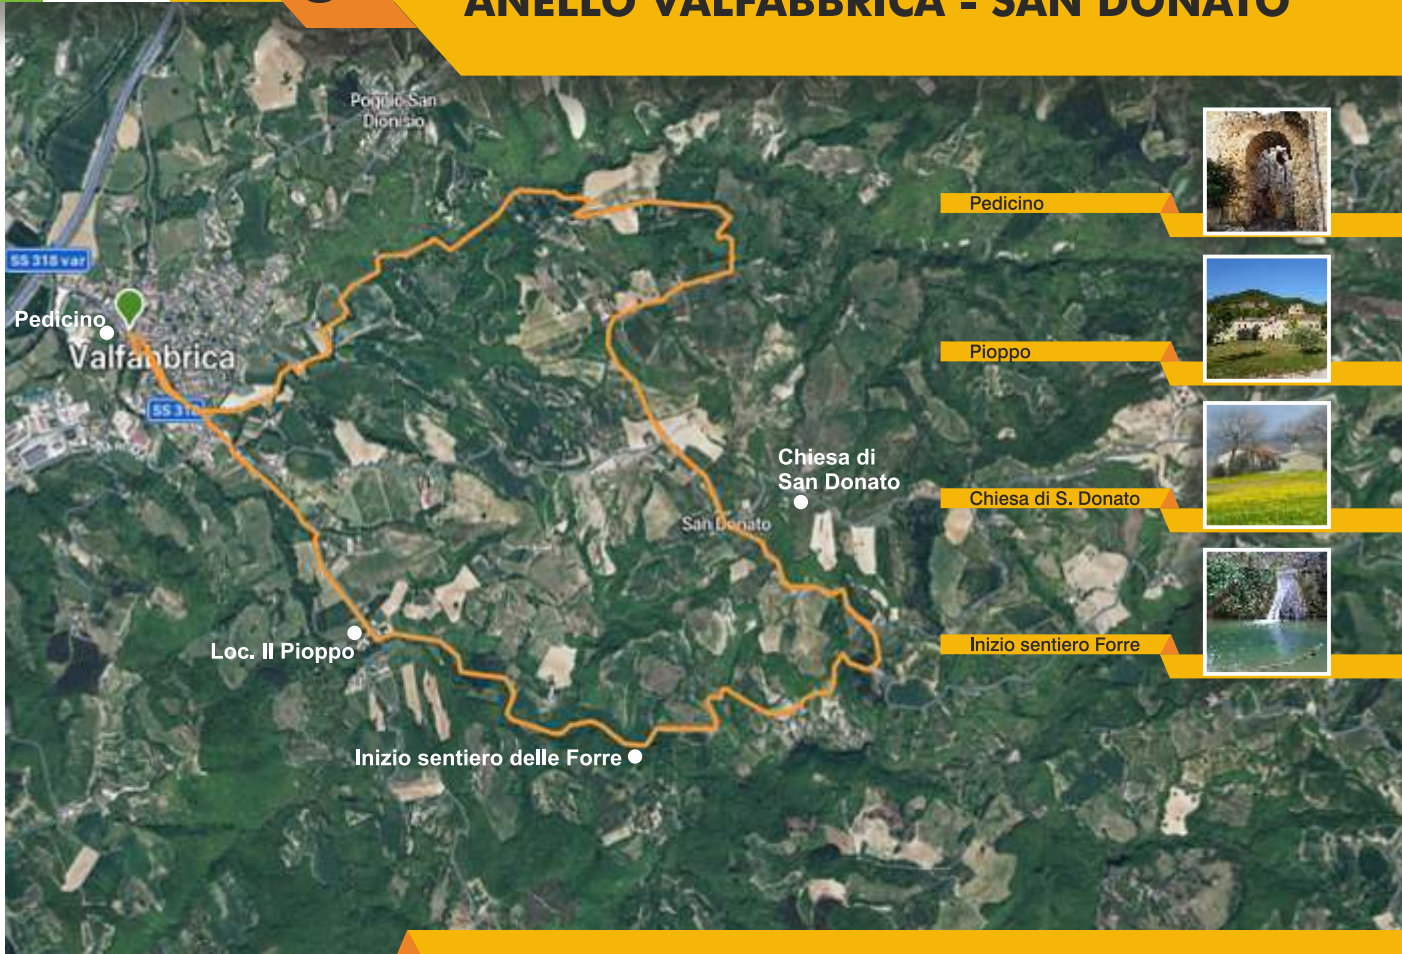 ANELLO VALFABBRICA - SAN DONATO
Poggio San
Dionisio
SS 318 var
Pedicino
Valfabbrica
SS 318
Chiesa di
San Donato
San Donato
Loc. Il Pioppo
Inizio sentiero delle Forre
Pedicino
Pioppo
Chiesa di S. Donato
Inizio sentiero Forre